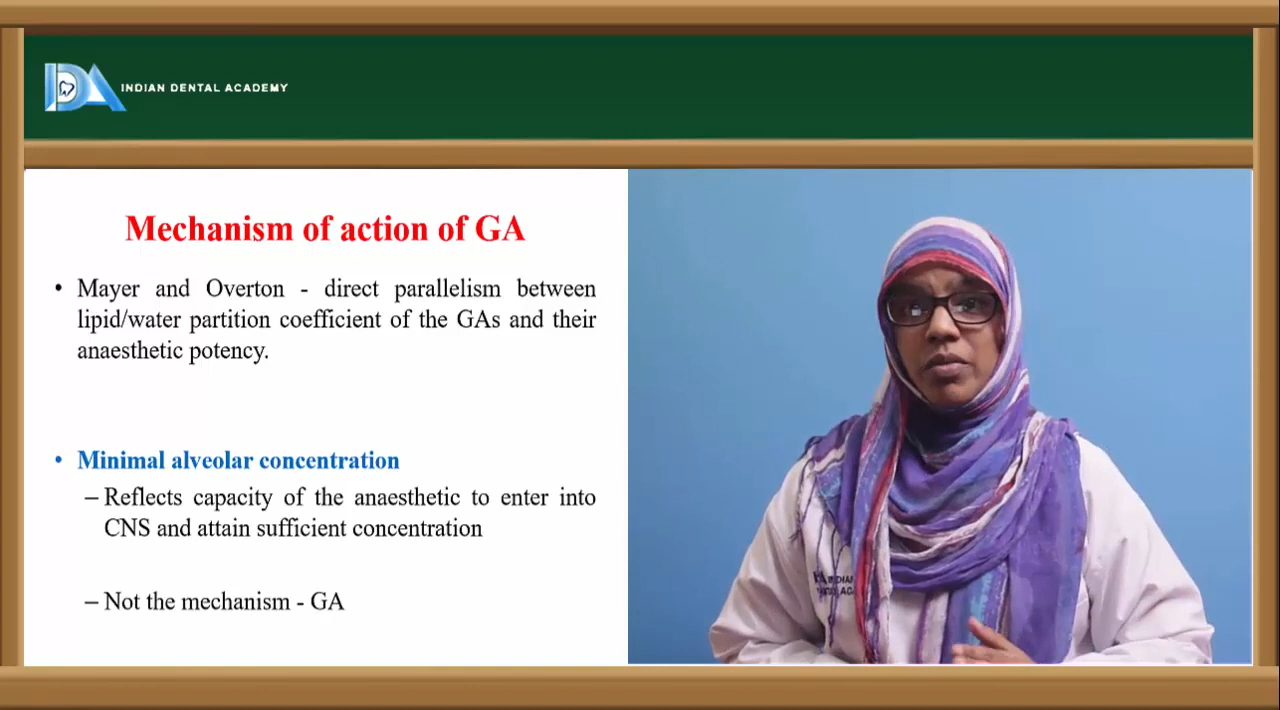 IDA INDIAN DENTAL ACADEMY
Mechanism of action of GA
• Mayer and Overton - direct parallelism between
lipid/water partition coefficient of the GAs and their
anaesthetic potency.
• Minimal alveolar concentration
– Reflects capacity of the anaesthetic to enter into
CNS and attain sufficient concentration
– Not the mechanism - GA